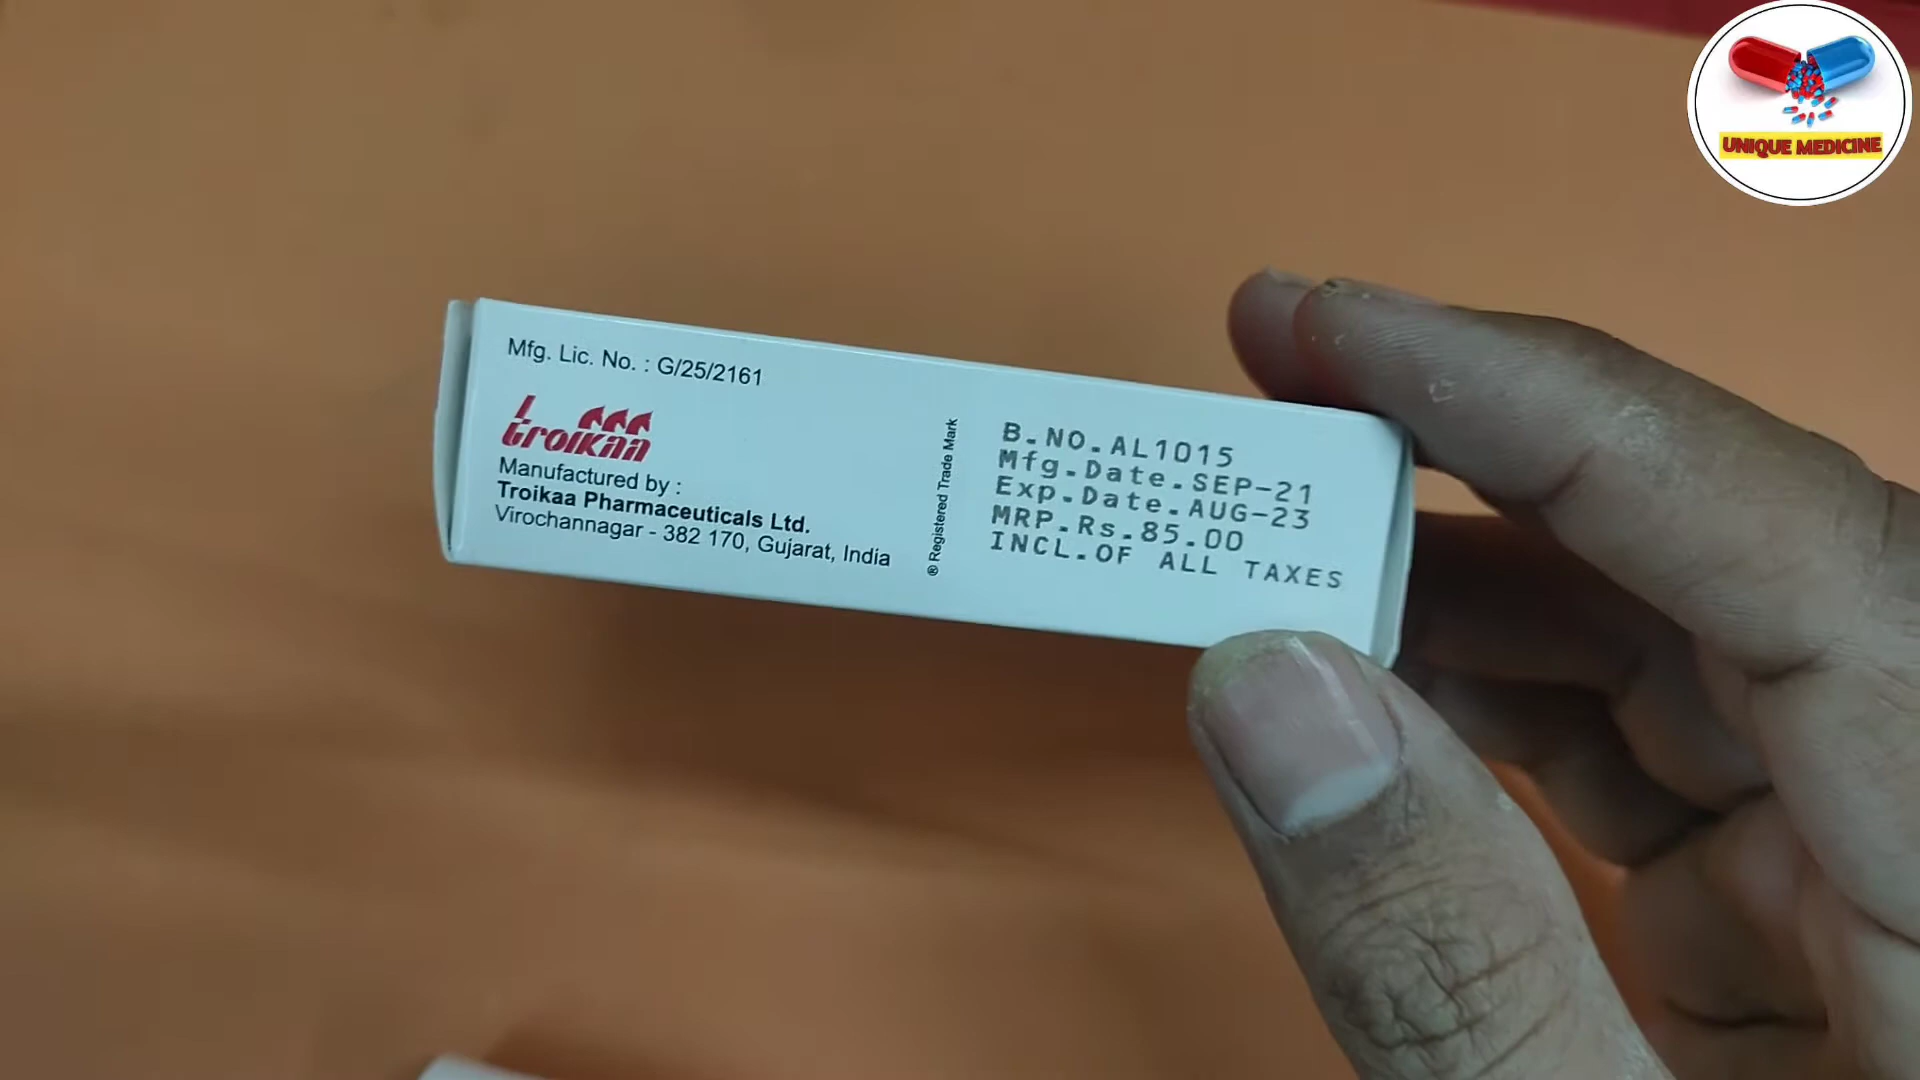 UNIQUE MEDICINE
Mfg. Lic. No. : G/25/2161
troikaa
Manufactured by :
Troikaa Pharmaceuticals Ltd.
Virochannagar - 382 170, Gujarat, India
® Registered Trade Mark
B.NO.AL1015
Mfg.Date.SEP-21
Exp.Date.AUG-23
MRP.Rs.85.00
INCL.OF ALL TAXES